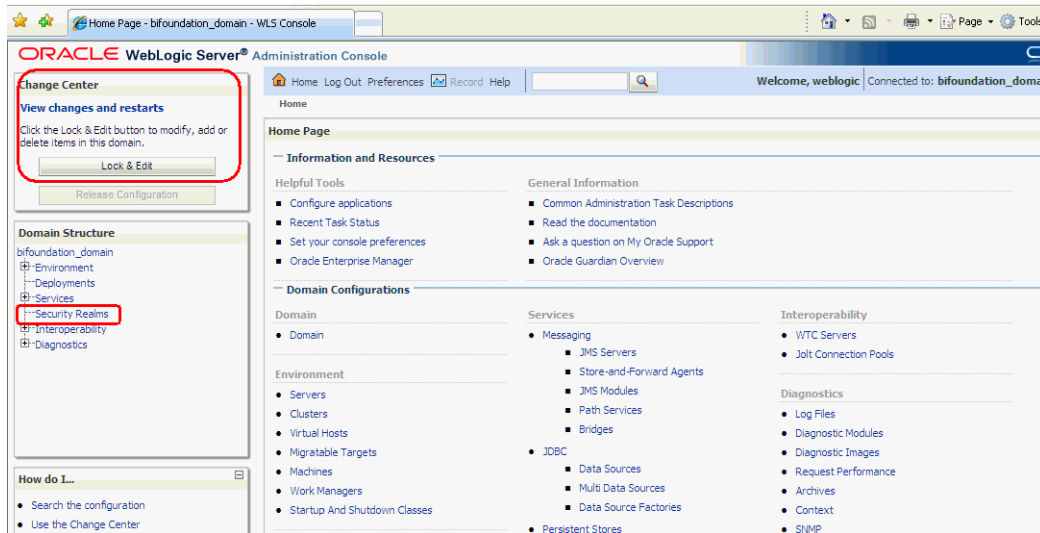 Home Page - bifoundation_domain - WLS Console
Page
Tools
ORACLE WebLogic Server® Administration Console
Change Center
View changes and restarts
Click the Lock & Edit button to modify, add or
delete items in this domain.
Lock & Edit
Release Configuration
Domain Structure
bifoundation_domain
Environment
Deployments
Services
Security Realms
Interoperability
Diagnostics
How do I...
Search the configuration
Use the Change Center
Home Log Out Preferences Record Help
Welcome, weblogic Connected to: bifoundation_doma
Home
Home Page
Information and Resources
Helpful Tools
Configure applications
Recent Task Status
Set your console preferences
Oracle Enterprise Manager
General Information
Common Administration Task Descriptions
Read the documentation
Ask a question on My Oracle Support
Oracle Guardian Overview
Domain Configurations
Domain
Domain
Environment
Servers
Clusters
Virtual Hosts
Migratable Targets
Machines
Work Managers
Startup And Shutdown Classes
Services
Messaging
JMS Servers
Store-and-Forward Agents
JMS Modules
Path Services
Bridges
JDBC
Data Sources
Multi Data Sources
Data Source Factories
Persistent Stores
Interoperability
WTC Servers
Jolt Connection Pools
Diagnostics
Log Files
Diagnostic Modules
Diagnostic Images
Request Performance
Archives
Context
SNMP